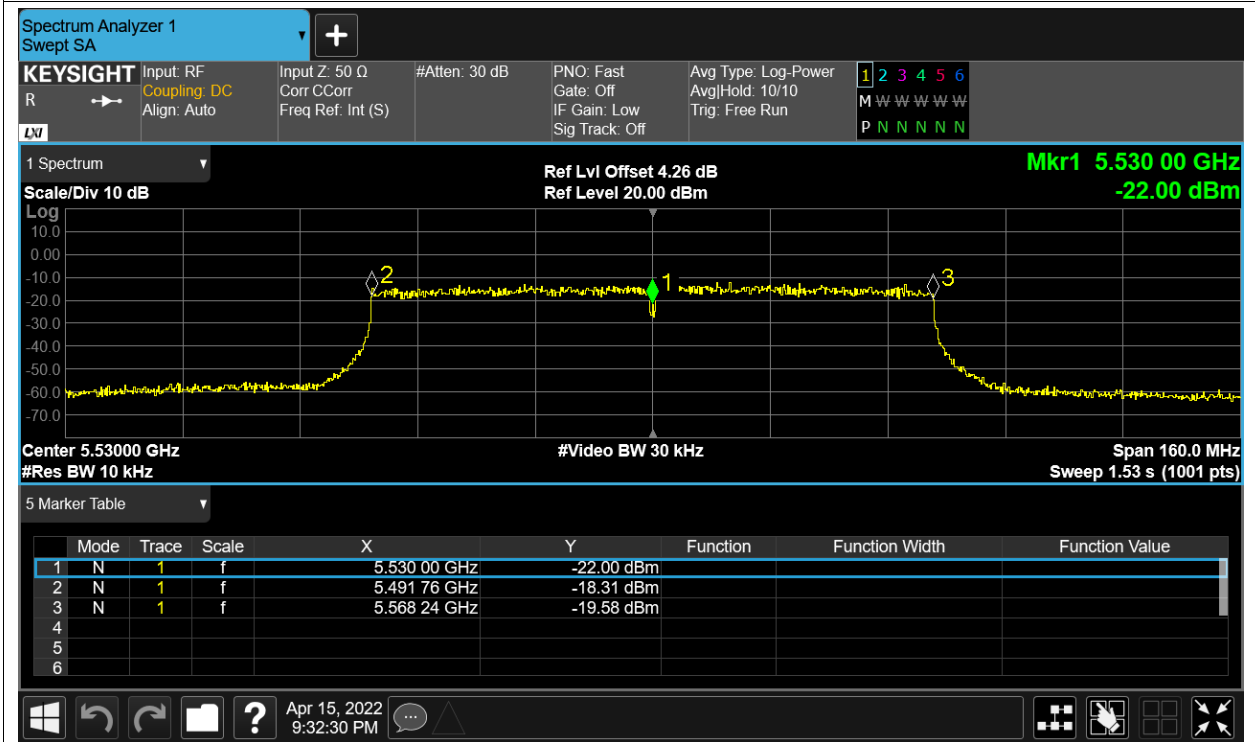 Spectrum Analyzer 1
Swept SA
+
KEYSIGHT Input: RF Input Z: 50 Ω #Atten: 30 dB PNO: Fast Avg Type: Log-Power 1 2 3 4 5 6
R Coupling: DC Corr CCorr Gate: Off Avg|Hold: 10/10 M W W W W W
Align: Auto Freq Ref: Int (S) IF Gain: Low Trig: Free Run
LXI Sig Track: Off P N N N N N
1 Spectrum Ref Lvl Offset 4.26 dB Mkr1 5.530 00 GHz
Scale/Div 10 dB Ref Level 20.00 dBm -22.00 dBm
Log
10.0
0.00
-10.0 2 1 3
-20.0
-30.0
-40.0
-50.0
-60.0
-70.0
Center 5.53000 GHz #Video BW 30 kHz Span 160.0 MHz
#Res BW 10 kHz Sweep 1.53 s (1001 pts)
5 Marker Table
Mode Trace Scale X Y Function Function Width Function Value
1 N 1 f 5.530 00 GHz -22.00 dBm
2 N 1 f 5.491 76 GHz -18.31 dBm
3 N 1 f 5.568 24 GHz -19.58 dBm
4
5
6
? Apr 15, 2022
9:32:30 PM